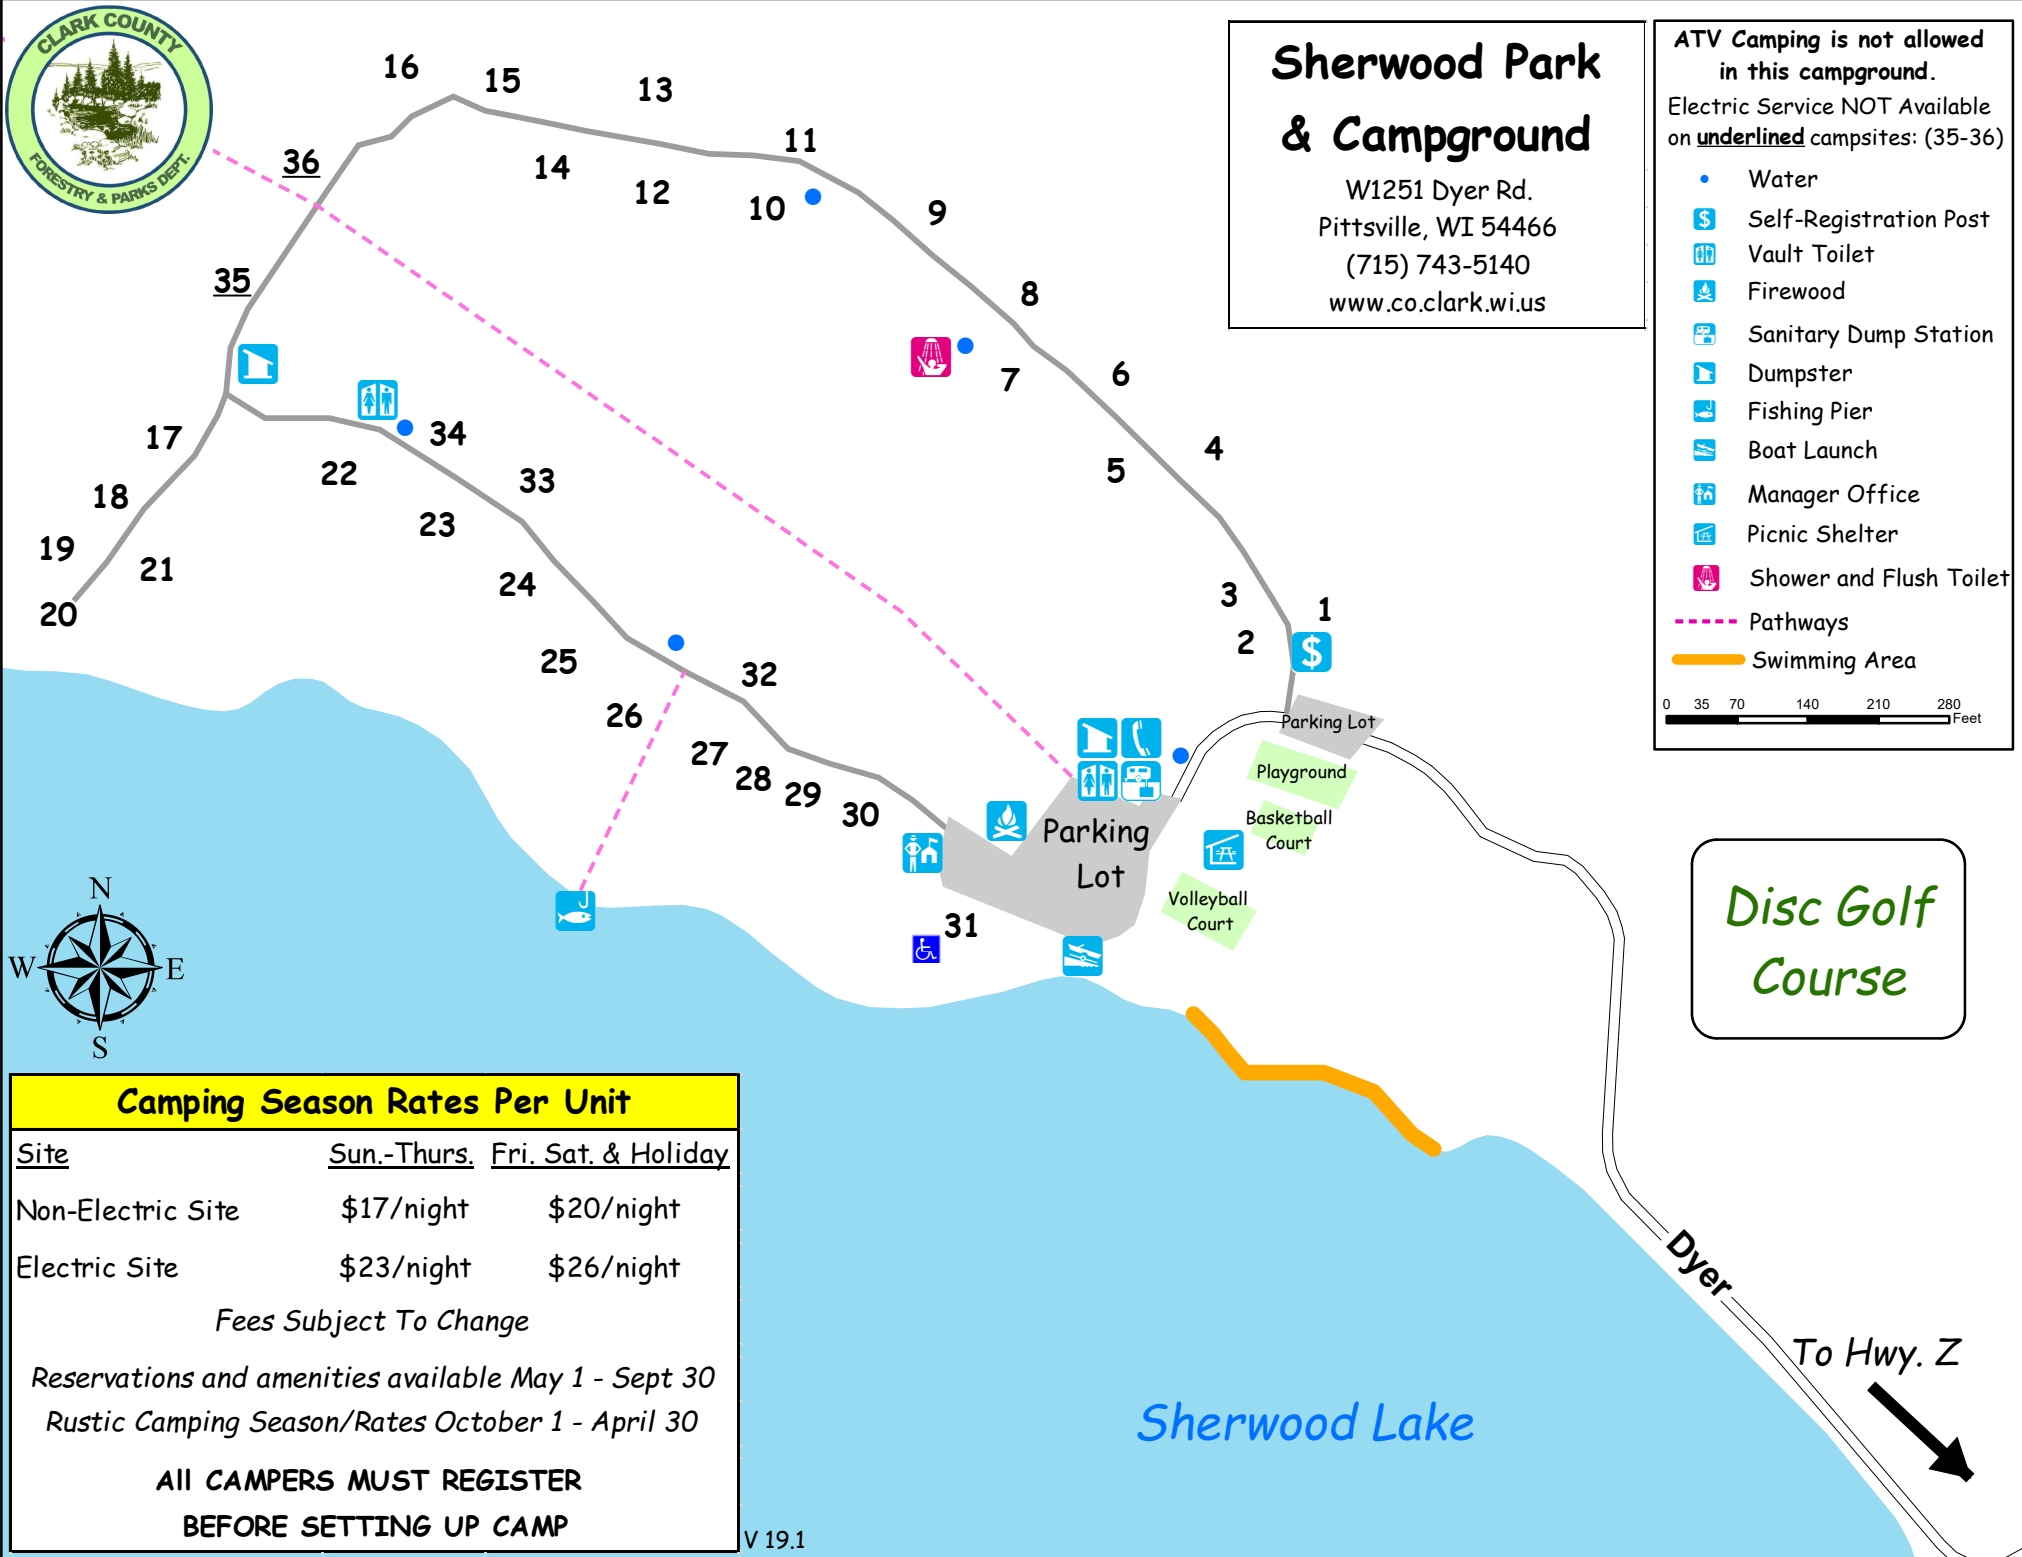 CLARK COUNTY
FORESTRY & PARKS DEPT.
Sherwood Park
& Campground
W1251 Dyer Rd.
Pittsville, WI 54466
(715) 743-5140
www.co.clark.wi.us
ATV Camping is not allowed
in this campground.
Electric Service NOT Available
on underlined campsites: (35-36)
Water
$ Self-Registration Post
Vault Toilet
Firewood
Sanitary Dump Station
Dumpster
Fishing Pier
Boat Launch
Manager Office
Picnic Shelter
Shower and Flush Toilet
Pathways
Swimming Area
0 35 70 140 210 280
Feet
16
15
13
11
36
14
12
10
9
35
8
7
6
17
34
4
22
33
5
18
23
19
21
24
20
3
1
2
$
25
32
26
27
28
29
30
31
Parking Lot
Playground
Basketball
Court
Parking
Lot
Volleyball
Court
Disc Golf
Course
N
W
E
S
Camping Season Rates Per Unit
Site Sun.-Thurs. Fri. Sat. & Holiday
Non-Electric Site $17/night $20/night
Electric Site $23/night $26/night
Fees Subject To Change
Reservations and amenities available May 1 - Sept 30
Rustic Camping Season/Rates October 1 - April 30
All CAMPERS MUST REGISTER
BEFORE SETTING UP CAMP
V 19.1
Sherwood Lake
Dyer
To Hwy. Z